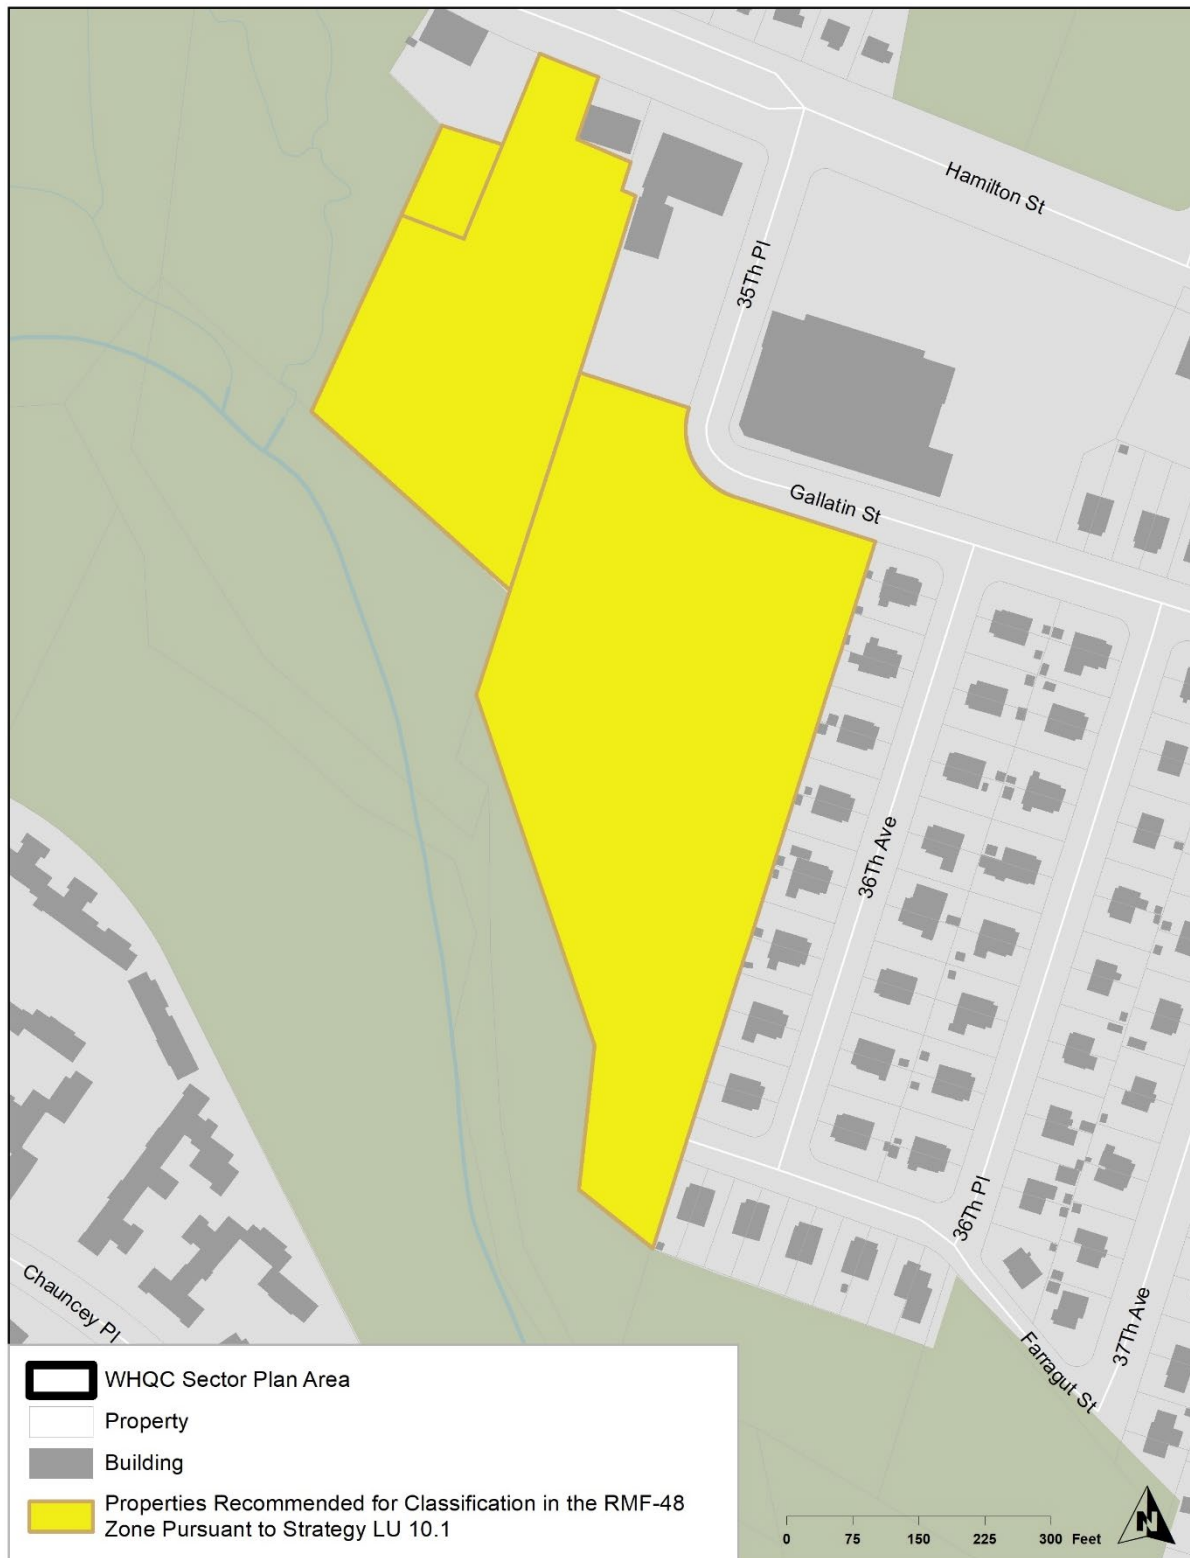 Hamilton St
35Th Pl
Gallatin St
36Th Ave
36Th Pl
37Th Ave
Farragut St
Chauncey Pl
WHQC Sector Plan Area
Property
Building
Properties Recommended for Classification in the RMF-48
Zone Pursuant to Strategy LU 10.1
0 75 150 225 300 Feet
N